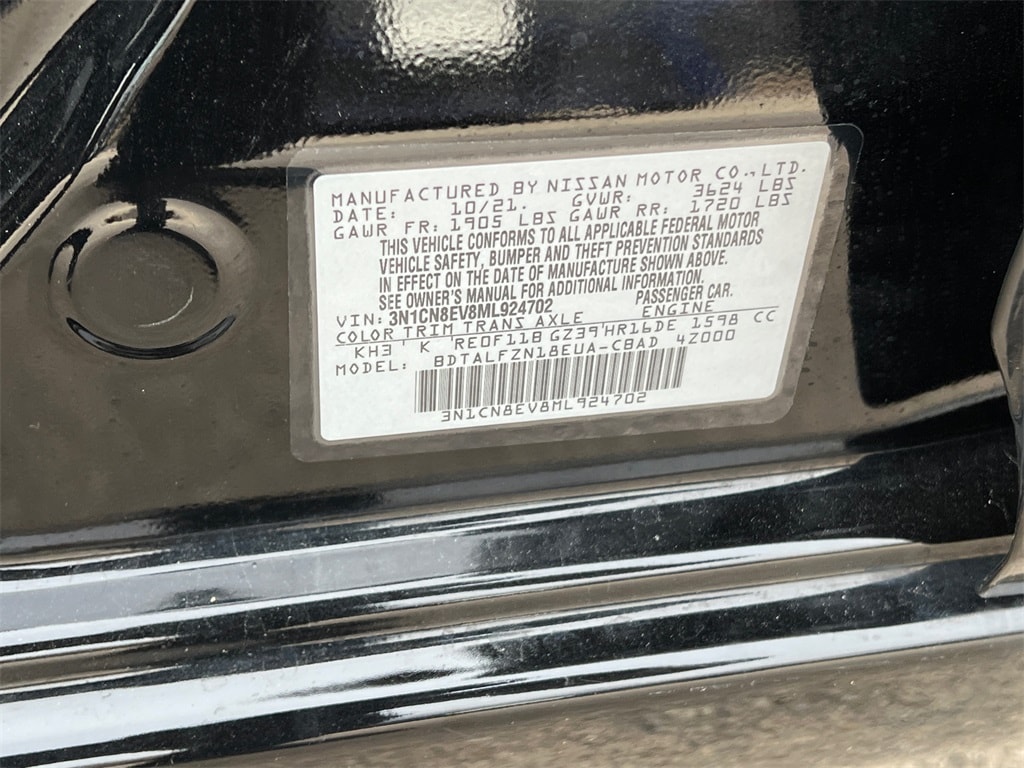 MANUFACTURED BY NISSAN MOTOR CO.,LTD.
DATE: 10/21. GVWR: 3624 LBS
GAWR FR: 1905 LBS GAWR RR: 1720 LBS
THIS VEHICLE CONFORMS TO ALL APPLICABLE FEDERAL MOTOR
VEHICLE SAFETY, BUMPER AND THEFT PREVENTION STANDARDS
IN EFFECT ON THE DATE OF MANUFACTURE SHOWN ABOVE.
SEE OWNER'S MANUAL FOR ADDITIONAL INFORMATION.
VIN: 3N1CN8EV8ML924702 PASSENGER CAR.
COLOR TRIM TRANS AXLE ENGINE
KH3 ' K 'RE0F11B GZ39'HR16DE 1598 CC
MODEL: BDTALFZN18EUA-CBAD 4Z000
3N1CN8EV8ML924702